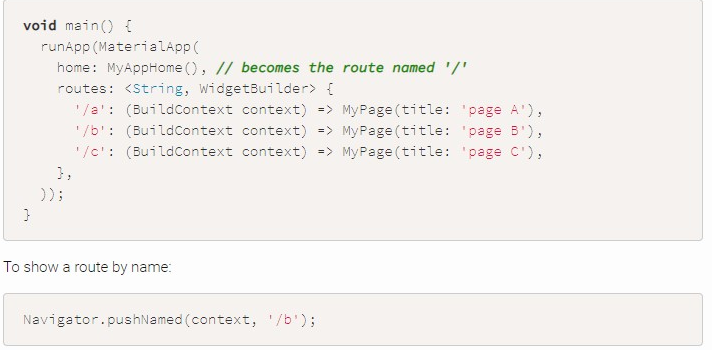 void main() {
  runApp(MaterialApp(
    home: MyAppHome(), // becomes the route named '/'
    routes: <String, WidgetBuilder> {
      '/a': (BuildContext context) => MyPage(title: 'page A'),
      '/b': (BuildContext context) => MyPage(title: 'page B'),
      '/c': (BuildContext context) => MyPage(title: 'page C'),
    },
  ));
}
To show a route by name:
Navigator.pushNamed(context, '/b');